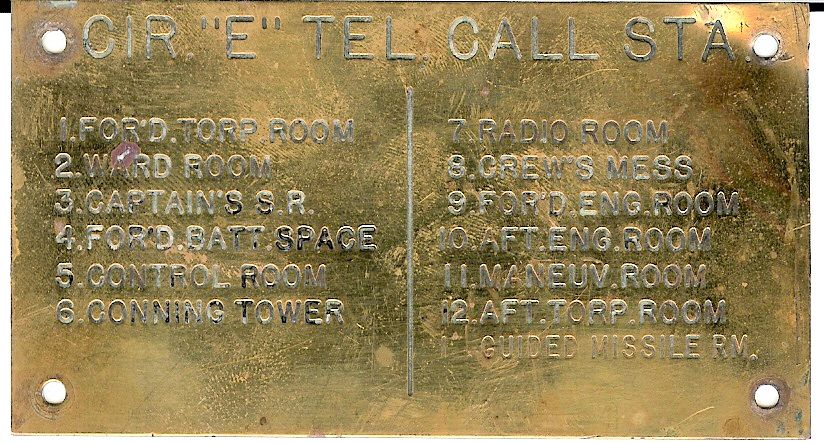 CIR. "E" TEL. CALL STA.
1. FOR'D. TORP. ROOM
2. WARD ROOM
3. CAPTAIN'S S.R.
4. FOR'D. BATT. SPACE
5. CONTROL ROOM
6. CONNING TOWER
7. RADIO ROOM
8. CREW'S MESS
9. FOR'D. ENG. ROOM
10. AFT. ENG. ROOM
11. MANEUV. ROOM
12. AFT. TORP. ROOM
1 GUIDED MISSILE RM.